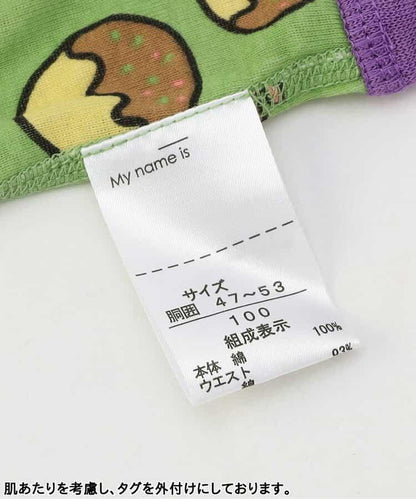 My name is
サイズ
胴囲 47～53
100
組成表示
本体 綿 100%
ウエスト 綿 93%
肌あたりを考慮し、タグを外付けにしております。